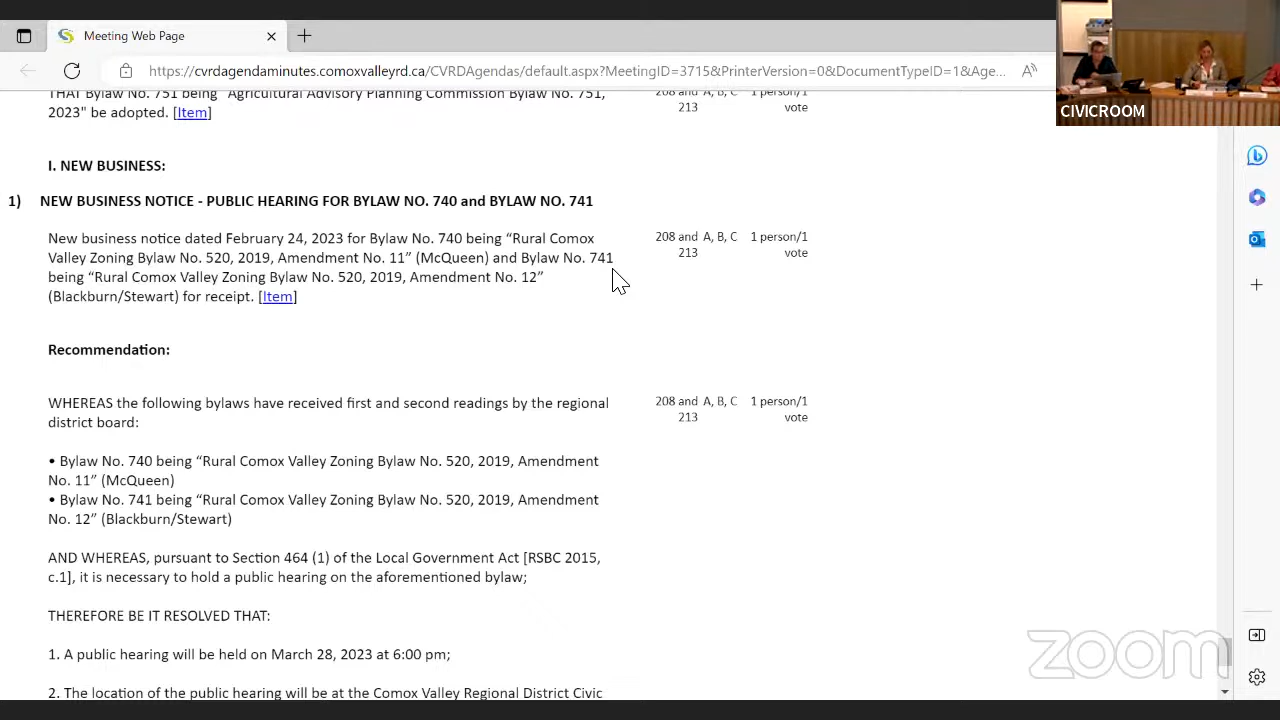 Meeting Web Page
https://cvrdagendaminutes.comoxvalleyrd.ca/CVRDAgendas/default.aspx?MeetingID=3715&PrinterVersion=0&DocumentTypeID=1&Age...
CIVICROOM
THAT Bylaw No. 751 being "Agricultural Advisory Planning Commission Bylaw No. 751, 208 and A, B, C 1 person/1
2023" be adopted. [Item] 213 vote
I. NEW BUSINESS:
1) NEW BUSINESS NOTICE - PUBLIC HEARING FOR BYLAW NO. 740 and BYLAW NO. 741
New business notice dated February 24, 2023 for Bylaw No. 740 being “Rural Comox 208 and A, B, C 1 person/1
Valley Zoning Bylaw No. 520, 2019, Amendment No. 11” (McQueen) and Bylaw No. 741 213 vote
being “Rural Comox Valley Zoning Bylaw No. 520, 2019, Amendment No. 12”
(Blackburn/Stewart) for receipt. [Item]
Recommendation:
WHEREAS the following bylaws have received first and second readings by the regional 208 and A, B, C 1 person/1
district board: 213 vote
• Bylaw No. 740 being “Rural Comox Valley Zoning Bylaw No. 520, 2019, Amendment
No. 11” (McQueen)
• Bylaw No. 741 being “Rural Comox Valley Zoning Bylaw No. 520, 2019, Amendment
No. 12” (Blackburn/Stewart)
AND WHEREAS, pursuant to Section 464 (1) of the Local Government Act [RSBC 2015,
c.1], it is necessary to hold a public hearing on the aforementioned bylaw;
THEREFORE BE IT RESOLVED THAT:
1. A public hearing will be held on March 28, 2023 at 6:00 pm;
2. The location of the public hearing will be at the Comox Valley Regional District Civic
zoom